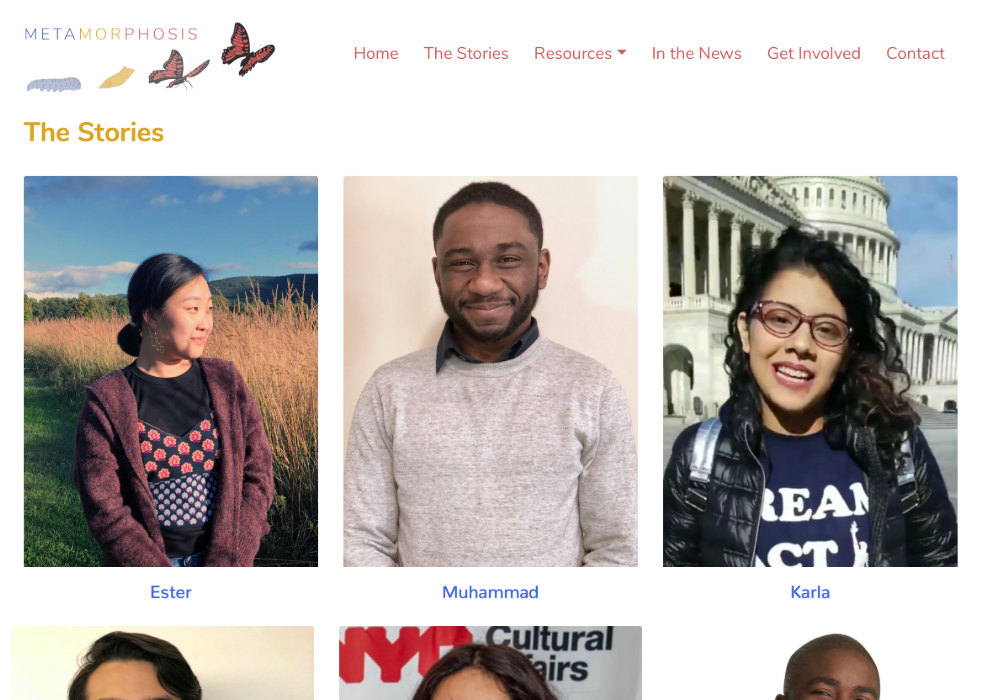 METAMORPHOSIS
Home The Stories Resources In the News Get Involved Contact
The Stories
REAM
ACT
Ester Muhammad Karla
NYC Cultural